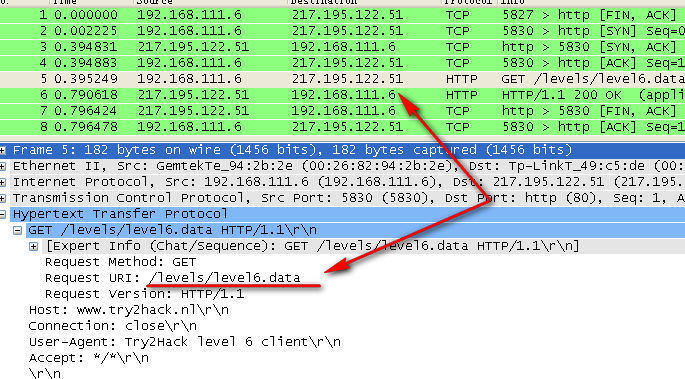 Time Source Destination Protocol Info
1 0.000000 192.168.111.6 217.195.122.51 TCP 5827 > http [FIN, ACK]
2 0.002225 192.168.111.6 217.195.122.51 TCP 5830 > http [SYN] Seq=0
3 0.394831 217.195.122.51 192.168.111.6 TCP http > 5830 [SYN, ACK]
4 0.394883 192.168.111.6 217.195.122.51 TCP 5830 > http [ACK] Seq=1
5 0.395249 192.168.111.6 217.195.122.51 HTTP GET /levels/level6.data
6 0.790618 217.195.122.51 192.168.111.6 HTTP HTTP/1.1 200 OK (appli
7 0.796424 217.195.122.51 192.168.111.6 TCP http > 5830 [FIN, ACK]
8 0.796478 192.168.111.6 217.195.122.51 TCP 5830 > http [ACK] Seq=1
Frame 5: 182 bytes on wire (1456 bits), 182 bytes captured (1456 bits)
Ethernet II, Src: GemtekTe_94:2b:2e (00:26:82:94:2b:2e), Dst: Tp-LinkT_49:c5:de (00:
Internet Protocol, Src: 192.168.111.6 (192.168.111.6), Dst: 217.195.122.51 (217.195.
Transmission Control Protocol, Src Port: 5830 (5830), Dst Port: http (80), Seq: 1, A
Hypertext Transfer Protocol
GET /levels/level6.data HTTP/1.1\r\n
[Expert Info (Chat/Sequence): GET /levels/level6.data HTTP/1.1\r\n]
Request Method: GET
Request URI: /levels/level6.data
Request Version: HTTP/1.1
Host: www.try2hack.nl\r\n
Connection: close\r\n
User-Agent: Try2Hack level 6 client\r\n
Accept: */*\r\n
\r\n